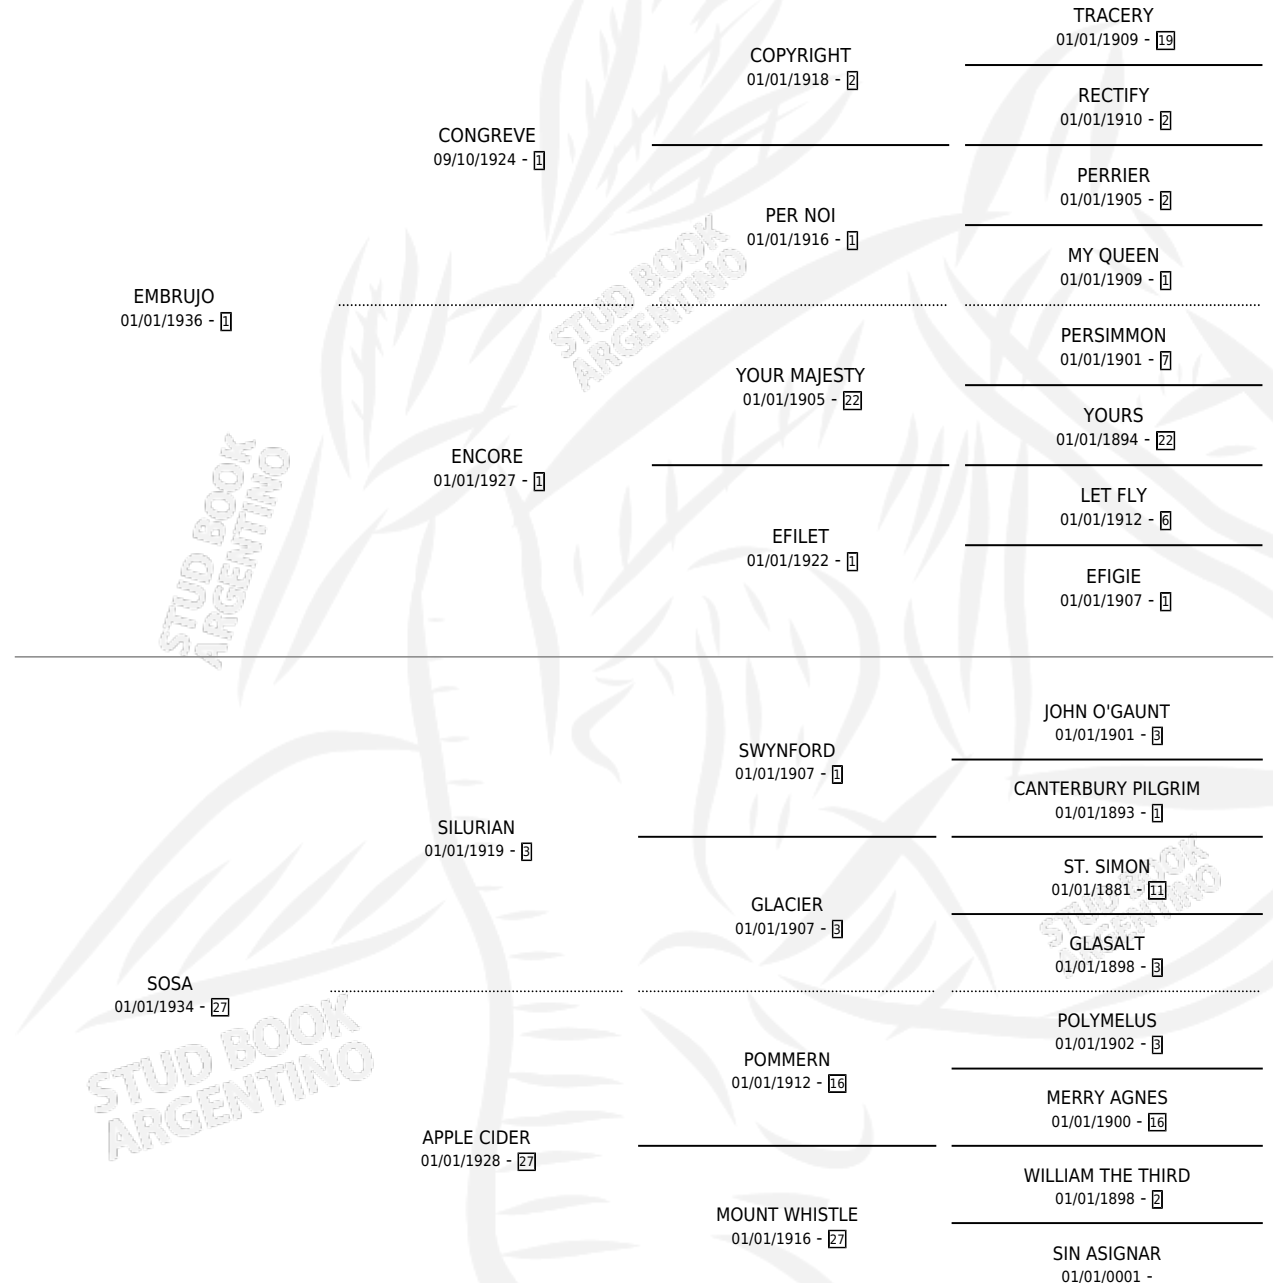 TRACERY
01/01/1909 - 19
COPYRIGHT
01/01/1918 - 2
RECTIFY
01/01/1910 - 2
CONGREVE
09/10/1924 - 1
PERRIER
01/01/1905 - 2
PER NOI
01/01/1916 - 1
MY QUEEN
01/01/1909 - 1
EMBRUJO
01/01/1936 - 1
STUD BOOK
ARGENTINO
PERSIMMON
01/01/1901 - 7
YOUR MAJESTY
01/01/1905 - 22
YOURS
01/01/1894 - 22
ENCORE
01/01/1927 - 1
LET FLY
01/01/1912 - 6
EFILET
01/01/1922 - 1
EFIGIE
01/01/1907 - 1
STUD BOOK
ARGENTINO
JOHN O'GAUNT
01/01/1901 - 3
SWYNFORD
01/01/1907 - 1
CANTERBURY PILGRIM
01/01/1893 - 1
SILURIAN
01/01/1919 - 3
ST. SIMON
01/01/1881 - 11
GLACIER
01/01/1907 - 3
GLASALT
01/01/1898 - 3
STUD BOOK
ARGENTINO
SOSA
01/01/1934 - 27
POLYMELUS
01/01/1902 - 3
POMMERN
01/01/1912 - 16
MERRY AGNES
01/01/1900 - 16
STUD BOOK
ARGENTINO
APPLE CIDER
01/01/1928 - 27
WILLIAM THE THIRD
01/01/1898 - 2
MOUNT WHISTLE
01/01/1916 - 27
SIN ASIGNAR
01/01/0001 -